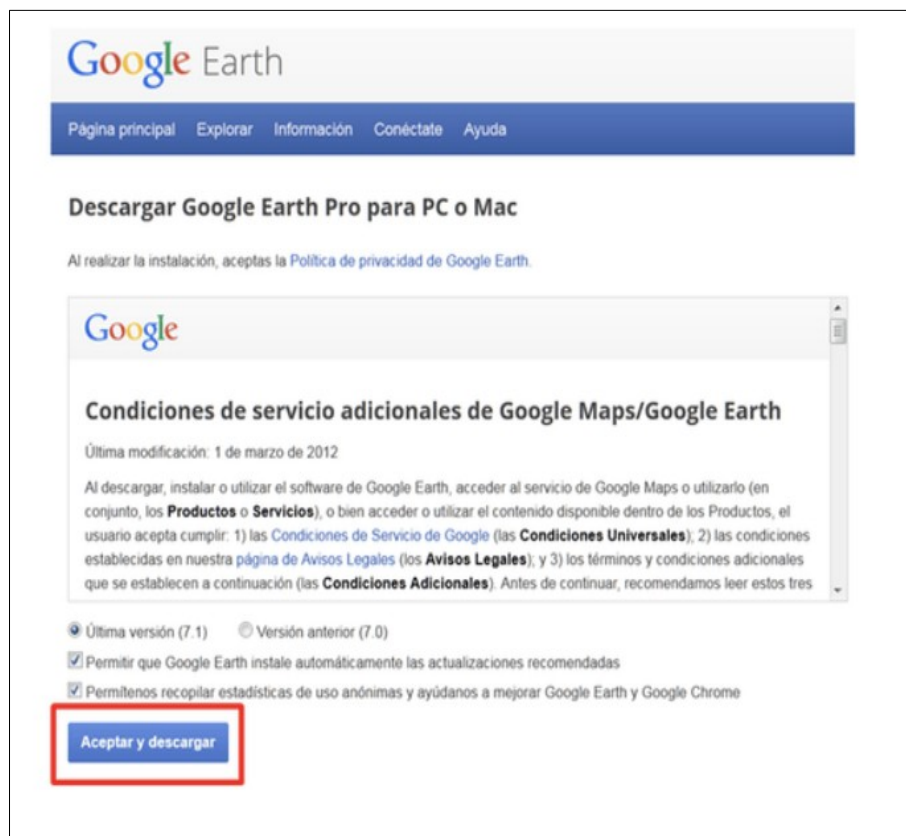 Google Earth
Página principal Explorar Información Conéctate Ayuda
Descargar Google Earth Pro para PC o Mac
Al realizar la instalación, aceptas la Política de privacidad de Google Earth.
Google
Condiciones de servicio adicionales de Google Maps/Google Earth
Última modificación: 1 de marzo de 2012
Al descargar, instalar o utilizar el software de Google Earth, acceder al servicio de Google Maps o utilizarlo (en
conjunto, los Productos o Servicios), o bien acceder o utilizar el contenido disponible dentro de los Productos, el
usuario acepta cumplir: 1) las Condiciones de Servicio de Google (las Condiciones Universales); 2) las condiciones
establecidas en nuestra página de Avisos Legales (los Avisos Legales); y 3) los términos y condiciones adicionales
que se establecen a continuación (las Condiciones Adicionales). Antes de continuar, recomendamos leer estos tres
Última versión (7.1) Versión anterior (7.0)
Permitir que Google Earth instale automáticamente las actualizaciones recomendadas
Permítenos recopilar estadísticas de uso anónimas y ayúdanos a mejorar Google Earth y Google Chrome
Aceptar y descargar